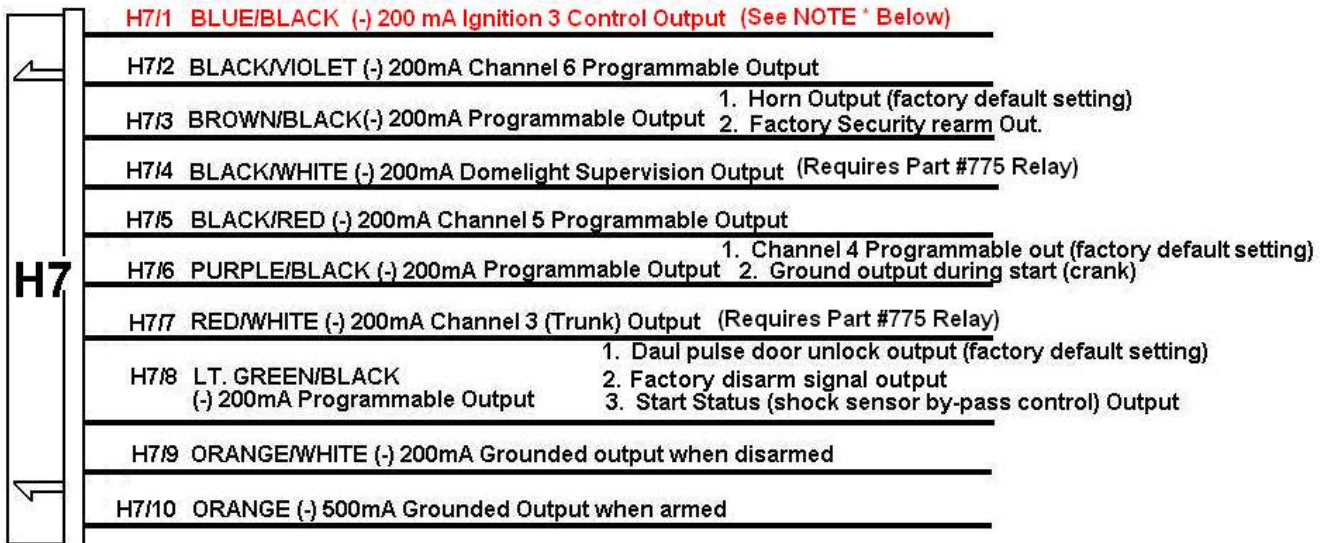 H7/1 BLUE/BLACK (-) 200 mA Ignition 3 Control Output (See NOTE * Below)
H7/2 BLACK/VIOLET (-) 200mA Channel 6 Programmable Output
H7/3 BROWN/BLACK(-) 200mA Programmable Output
1. Horn Output (factory default setting)
2. Factory Security rearm Out.
H7/4 BLACK/WHITE (-) 200mA Domelight Supervision Output (Requires Part #775 Relay)
H7/5 BLACK/RED (-) 200mA Channel 5 Programmable Output
H7
H7/6 PURPLE/BLACK (-) 200mA Programmable Output
1. Channel 4 Programmable out (factory default setting)
2. Ground output during start (crank)
H7/7 RED/WHITE (-) 200mA Channel 3 (Trunk) Output (Requires Part #775 Relay)
H7/8 LT. GREEN/BLACK
(-) 200mA Programmable Output
1. Daul pulse door unlock output (factory default setting)
2. Factory disarm signal output
3. Start Status (shock sensor by-pass control) Output
H7/9 ORANGE/WHITE (-) 200mA Grounded output when disarmed
H7/10 ORANGE (-) 500mA Grounded Output when armed